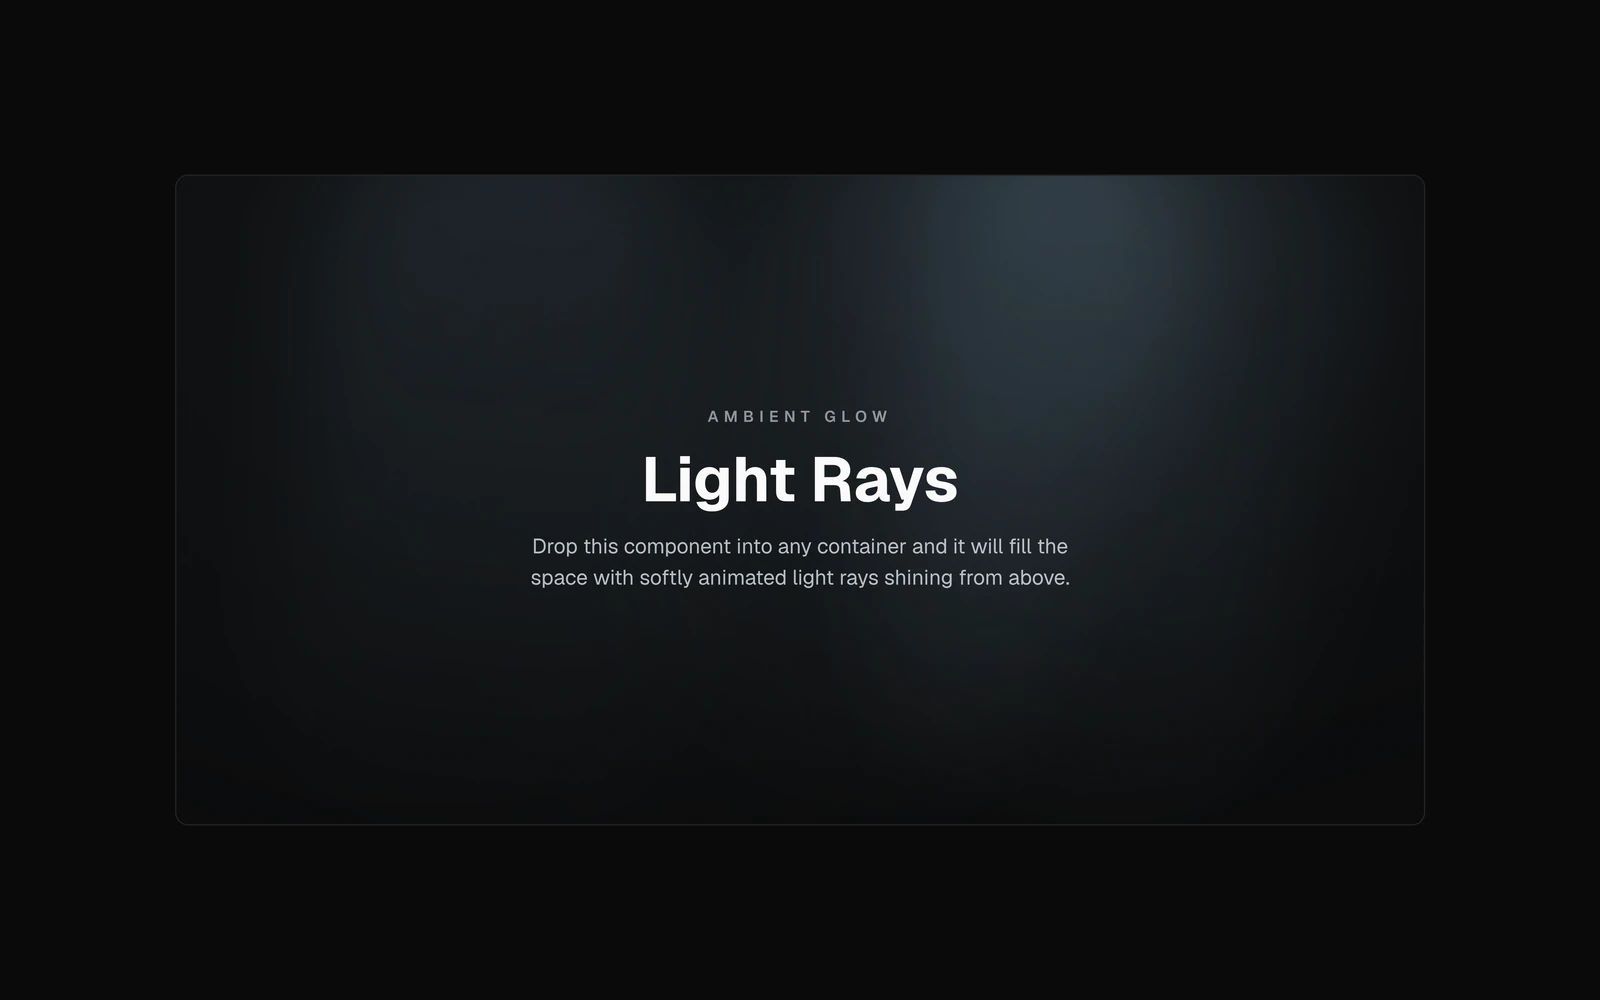 AMBIENT GLOW
Light Rays
Drop this component into any container and it will fill the
space with softly animated light rays shining from above.